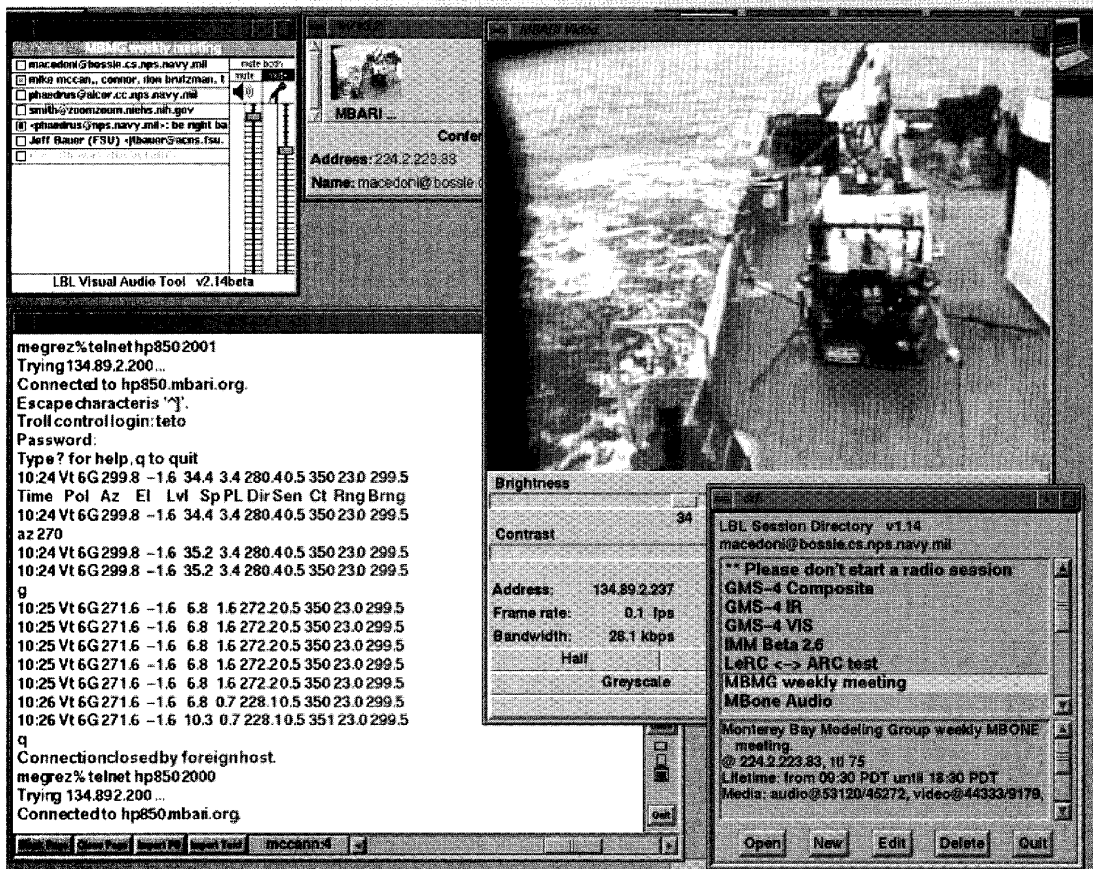 MBMG weekly meeting
macedoni@bossie.cs.nps.navy.mil
mute both
mike mccann, connor, don brutzman, t
mute
phaedrus@alcor.cc.nps.navy.mil
smith@zoomzoom.niehs.nih.gov
<phaedrus@nps.navy.mil>: be right ba
Jeff Bauer (FSU) <jtbauer@acns.fsu.
LBL Visual Audio Tool v2.14beta
MBARI ...
Confer
Address: 224.2.223.83
Name: macedoni@bossie.c
MBARI Video
megrez% telnet hp850 2001
Trying 134.89.2.200 ...
Connected to hp850.mbari.org.
Escape character is '^]'.
Troll control login: teto
Password:
Type ? for help, q to quit
10:24 Vt 6G 299.8 -1.6 34.4 3.4 280.4 0.5 350 23.0 299.5
Time Pol Az El Lvl Sp PL Dir Sen Ct Rng Brng
10:24 Vt 6G 299.8 -1.6 34.4 3.4 280.4 0.5 350 23.0 299.5
az 270
10:24 Vt 6G 299.8 -1.6 35.2 3.4 280.4 0.5 350 23.0 299.5
10:24 Vt 6G 299.8 -1.6 35.2 3.4 280.4 0.5 350 23.0 299.5
g
10:25 Vt 6G 271.6 -1.6 6.8 1.6 272.2 0.5 350 23.0 299.5
10:25 Vt 6G 271.6 -1.6 6.8 1.6 272.2 0.5 350 23.0 299.5
10:25 Vt 6G 271.6 -1.6 6.8 1.6 272.2 0.5 350 23.0 299.5
10:25 Vt 6G 271.6 -1.6 6.8 1.6 272.2 0.5 350 23.0 299.5
10:25 Vt 6G 271.6 -1.6 6.8 1.6 272.2 0.5 350 23.0 299.5
10:26 Vt 6G 271.6 -1.6 6.8 0.7 228.1 0.5 350 23.0 299.5
10:26 Vt 6G 271.6 -1.6 10.3 0.7 228.1 0.5 351 23.0 299.5
q
Connection closed by foreign host.
megrez% telnet hp850 2000
Trying 134.89 2.200 ...
Connected to hp850.mbari.org.
Quit
Blank Page Clone Page Import PS Import Text mccann:4
Brightness
34
Contrast
Address: 134.89.2.237
Frame rate: 0.1 fps
Bandwidth: 28.1 kbps
Half
Greyscale
sd
LBL Session Directory v1.14
macedoni@bossie.cs.nps.navy.mil
** Please don't start a radio session
GMS-4 Composite
GMS-4 IR
GMS-4 VIS
IMM Beta 2.6
LeRC <-> ARC test
MBMG weekly meeting
MBone Audio
Monterey Bay Modeling Group weekly MBONE
meeting
@ 224.2.223.83, ttl 75
Lifetime: from 09:30 PDT until 18:30 PDT
Media: audio@53120/45272, video@44333/9179,
Open New Edit Delete Quit